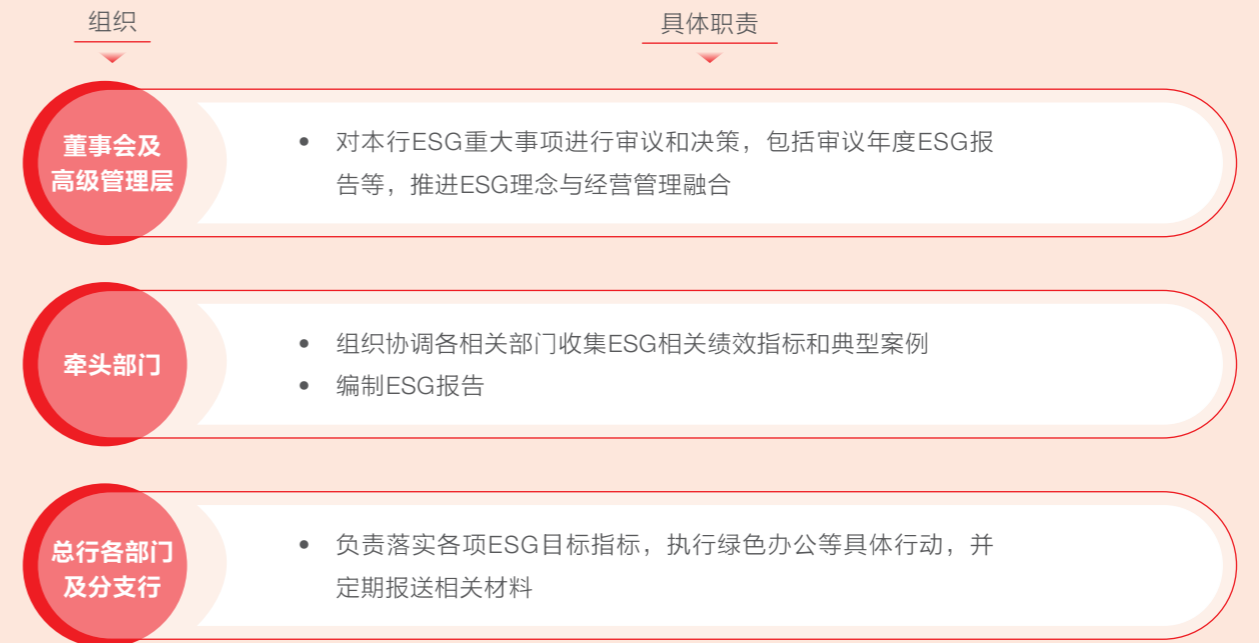 组织
具体职责
董事会及
高级管理层
• 对本行ESG重大事项进行审议和决策，包括审议年度ESG报
告等，推进ESG理念与经营管理融合
牵头部门
• 组织协调各相关部门收集ESG相关绩效指标和典型案例
• 编制ESG报告
总行各部门
及分支行
• 负责落实各项ESG目标指标，执行绿色办公等具体行动，并
定期报送相关材料